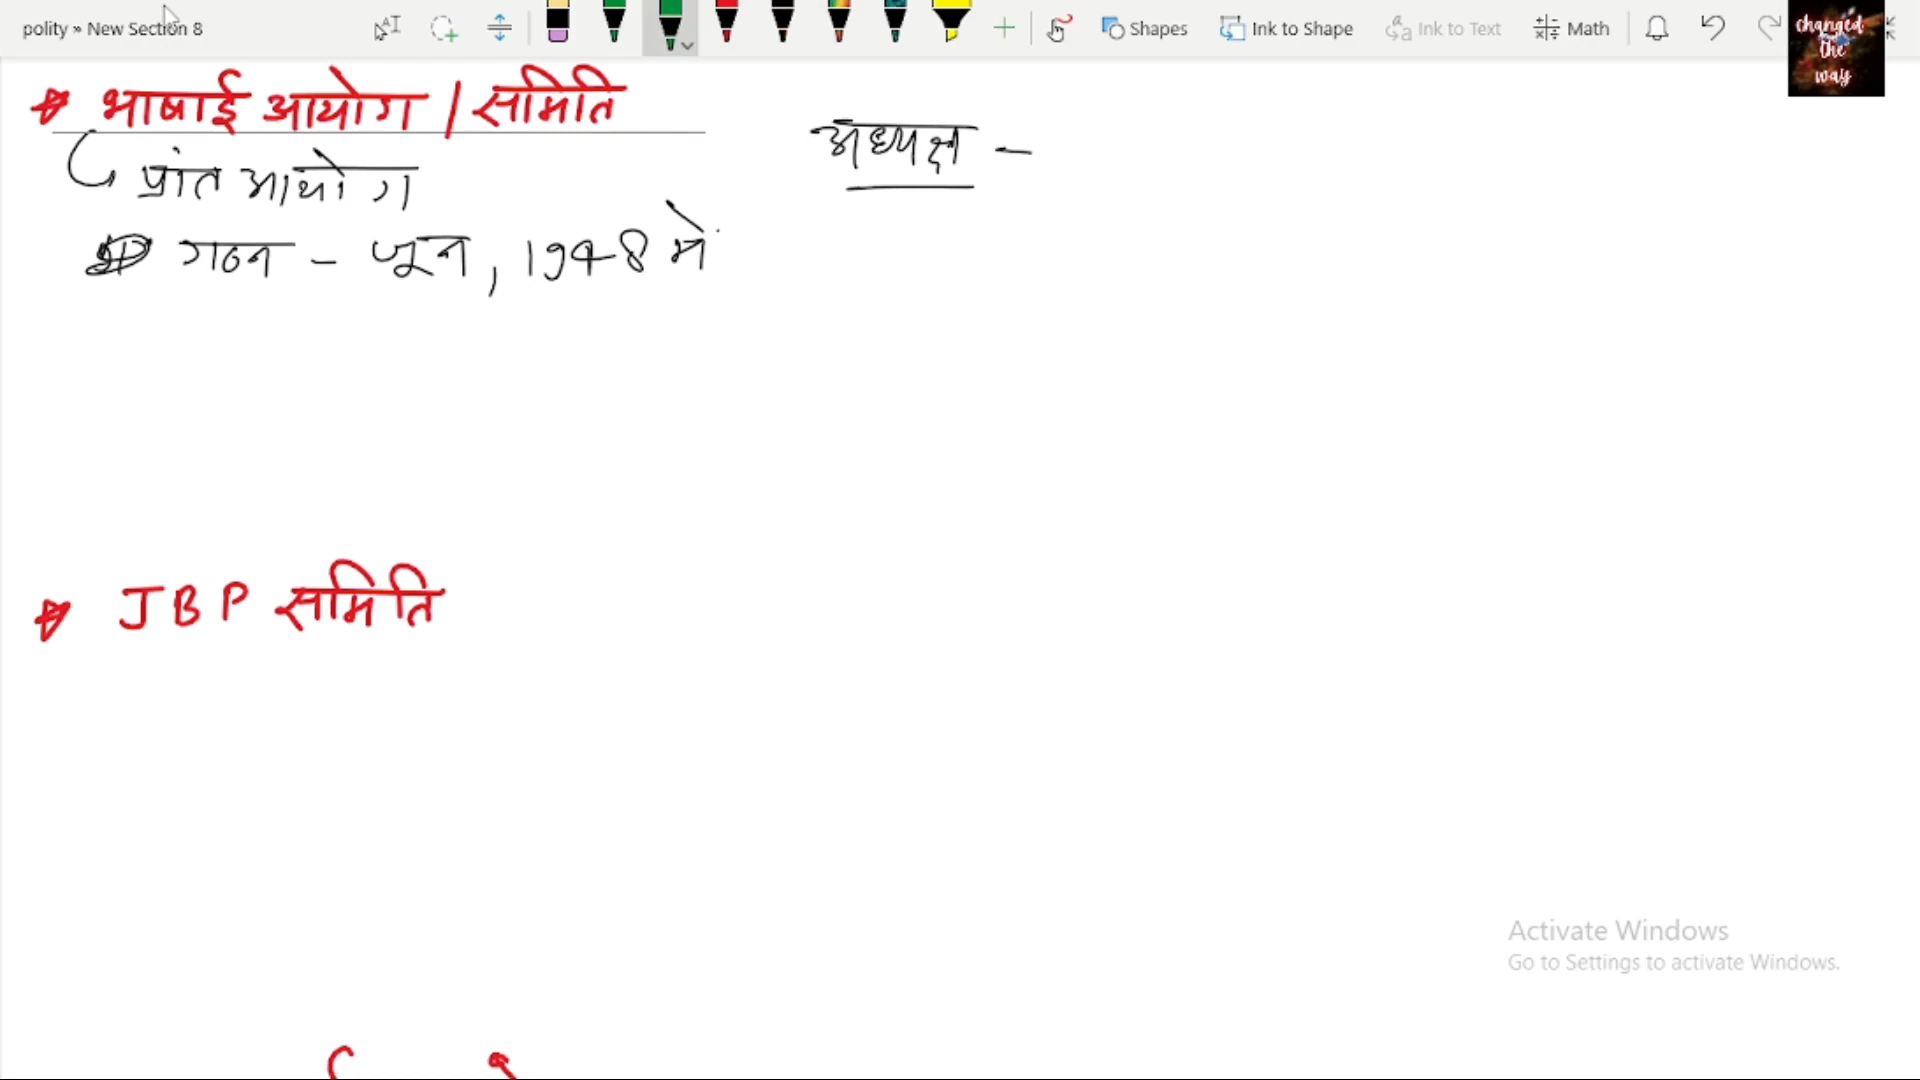 polity » New Section 8
Shapes
Ink to Shape
Ink to Text
Math
changed
the
way
भाषाई आयोग / समिति
अध्यक्ष -
प्रांत आयोग
गठन - जून, 1948 में
JBP समिति
Activate Windows
Go to Settings to activate Windows.